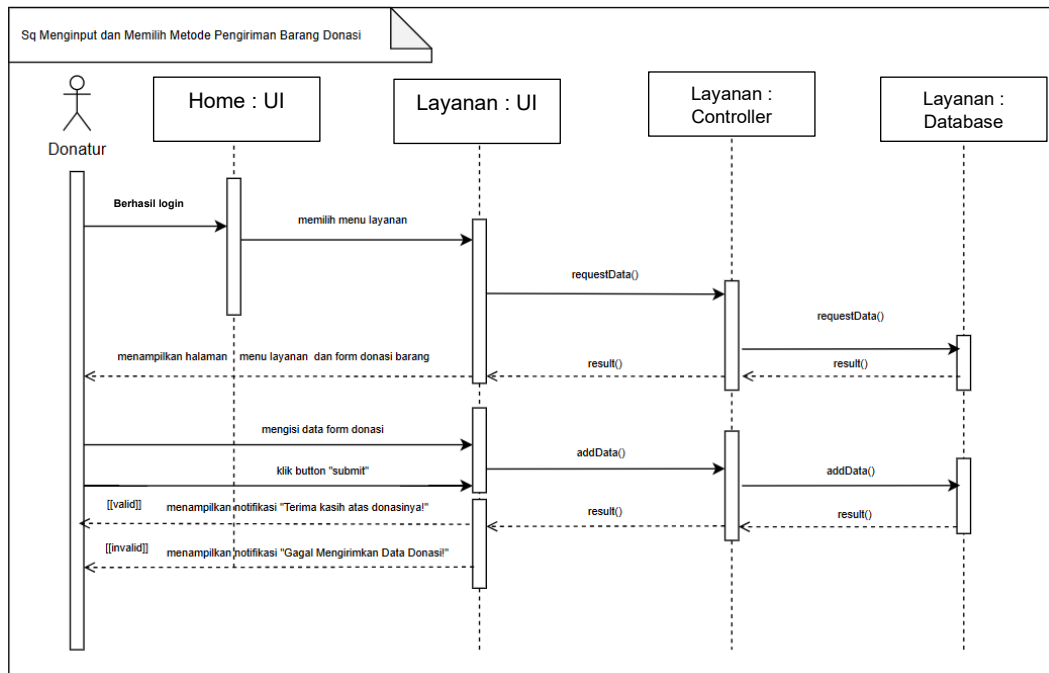 Sq Menginput dan Memilih Metode Pengiriman Barang Donasi
Donatur
Home : UI
Layanan : UI
Layanan :
Controller
Layanan :
Database
Berhasil login
memilih menu layanan
requestData()
requestData()
menampilkan halaman menu layanan dan form donasi barang
result()
result()
mengisi data form donasi
addData()
klik button "submit"
addData()
[[valid]] menampilkan notifikasi "Terima kasih atas donasinya!"
result()
result()
[[invalid]] menampilkan notifikasi "Gagal Mengirimkan Data Donasi!"